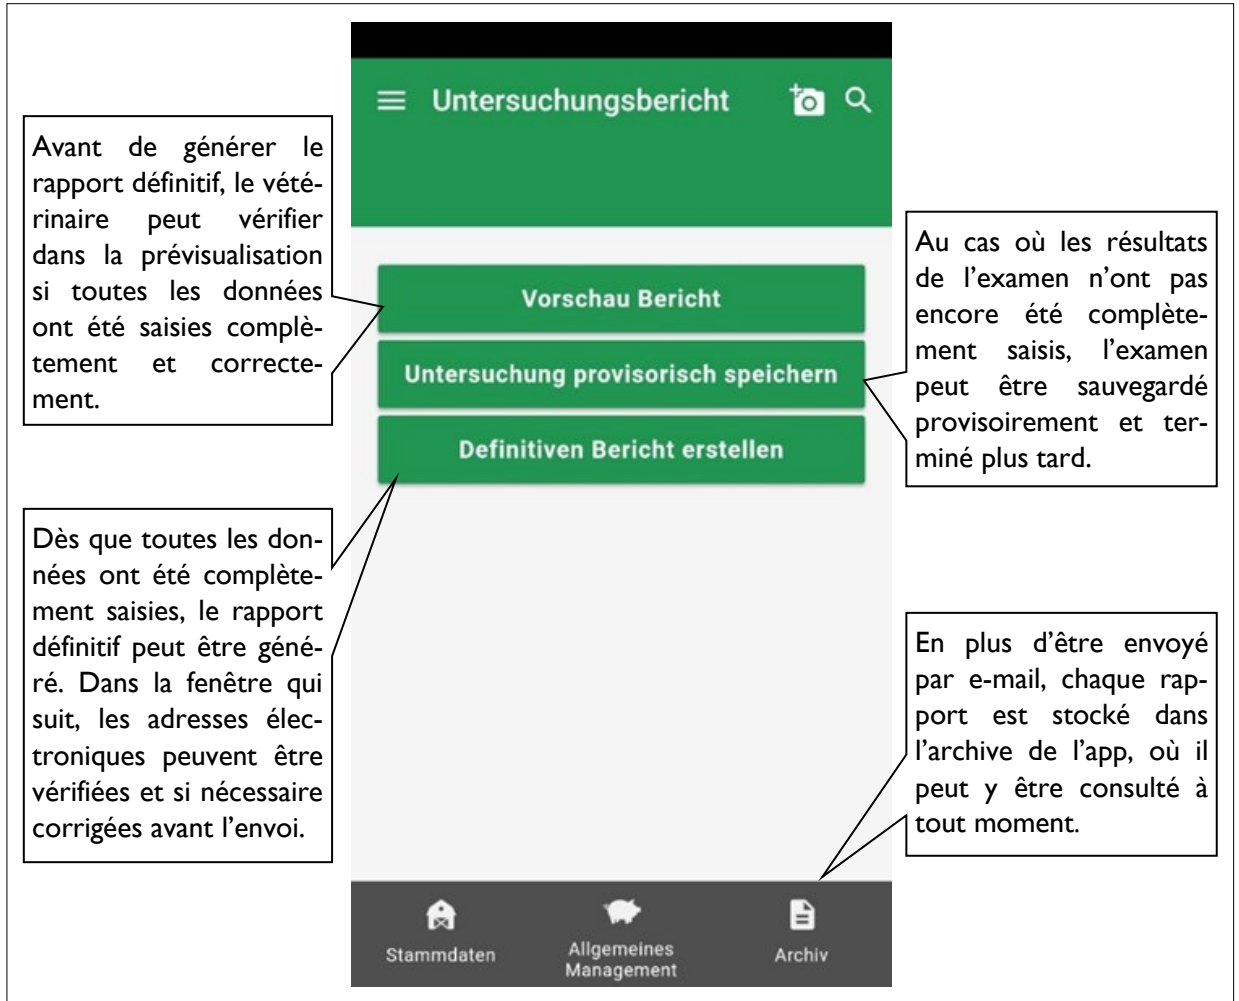 Untersuchungsbericht
Avant de générer le
rapport définitif, le vété-
rinaire peut vérifier
dans la prévisualisation
si toutes les données
ont été saisies complè-
tement et correcte-
ment.
Au cas où les résultats
de l’examen n’ont pas
encore été complète-
ment saisis, l’examen
peut être sauvegardé
provisoirement et ter-
miné plus tard.
Vorschau Bericht
Untersuchung provisorisch speichern
Definitiven Bericht erstellen
Dès que toutes les don-
nées ont été complète-
ment saisies, le rapport
définitif peut être géné-
ré. Dans la fenêtre qui
suit, les adresses élec-
troniques peuvent être
vérifiées et si nécessaire
corrigées avant l’envoi.
En plus d’être envoyé
par e-mail, chaque rap-
port est stocké dans
l’archive de l’app, où il
peut y être consulté à
tout moment.
Stammdaten
Allgemeines
Management
Archiv